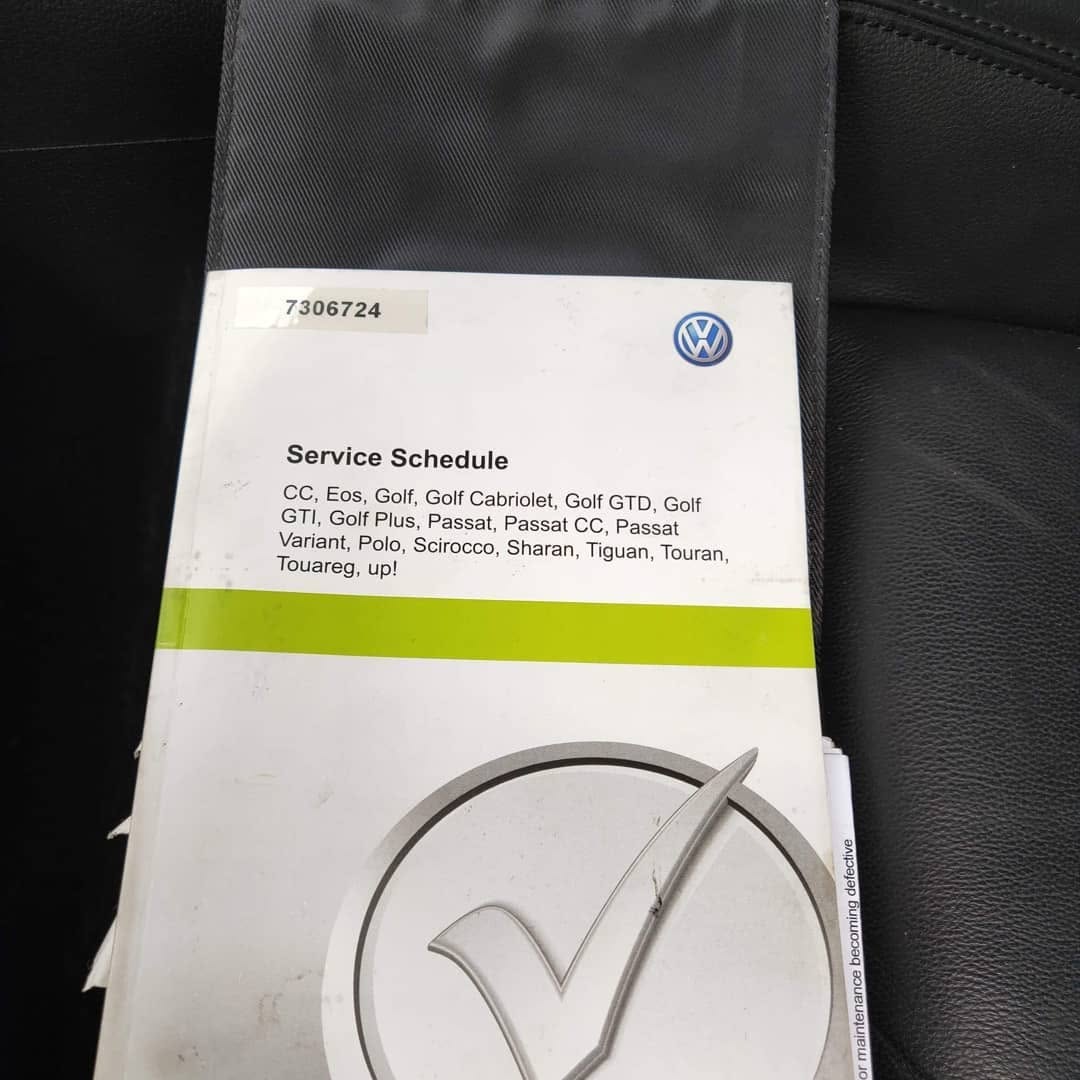 7306724
Service Schedule
CC, Eos, Golf, Golf Cabriolet, Golf GTD, Golf
GTI, Golf Plus, Passat, Passat CC, Passat
Variant, Polo, Scirocco, Sharan, Tiguan, Touran,
Touareg, up!
or maintenance becoming defective